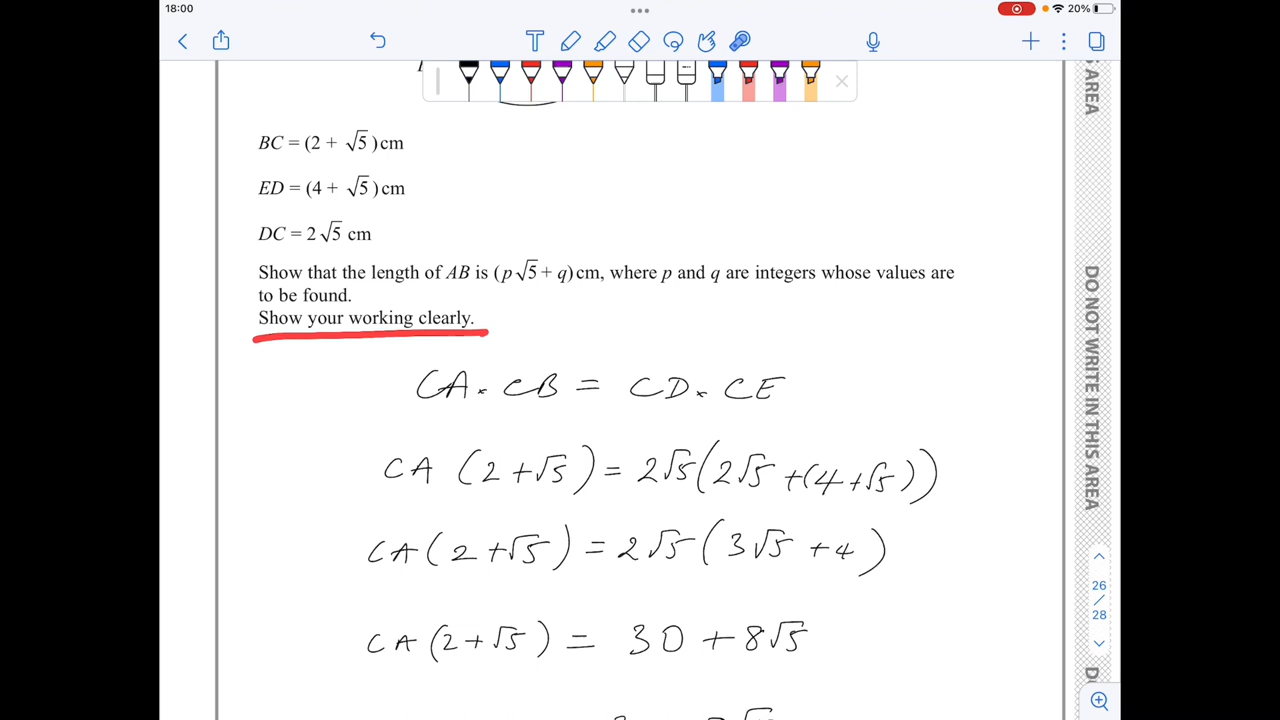 18:00
20%
BC = (2 + √5) cm
ED = (4 + √5) cm
DC = 2√5 cm
Show that the length of AB is (p√5 + q) cm, where p and q are integers whose values are
to be found.
Show your working clearly.
CA. CB = CD. CE
CA (2+√5) = 2√5(2√5 +(4+√5))
CA(2+√5) = 2√5(3√5 +4)
CA(2+√5) = 30 +8√5
AREA
DO NOT WRITE IN THIS AREA
26
/
28